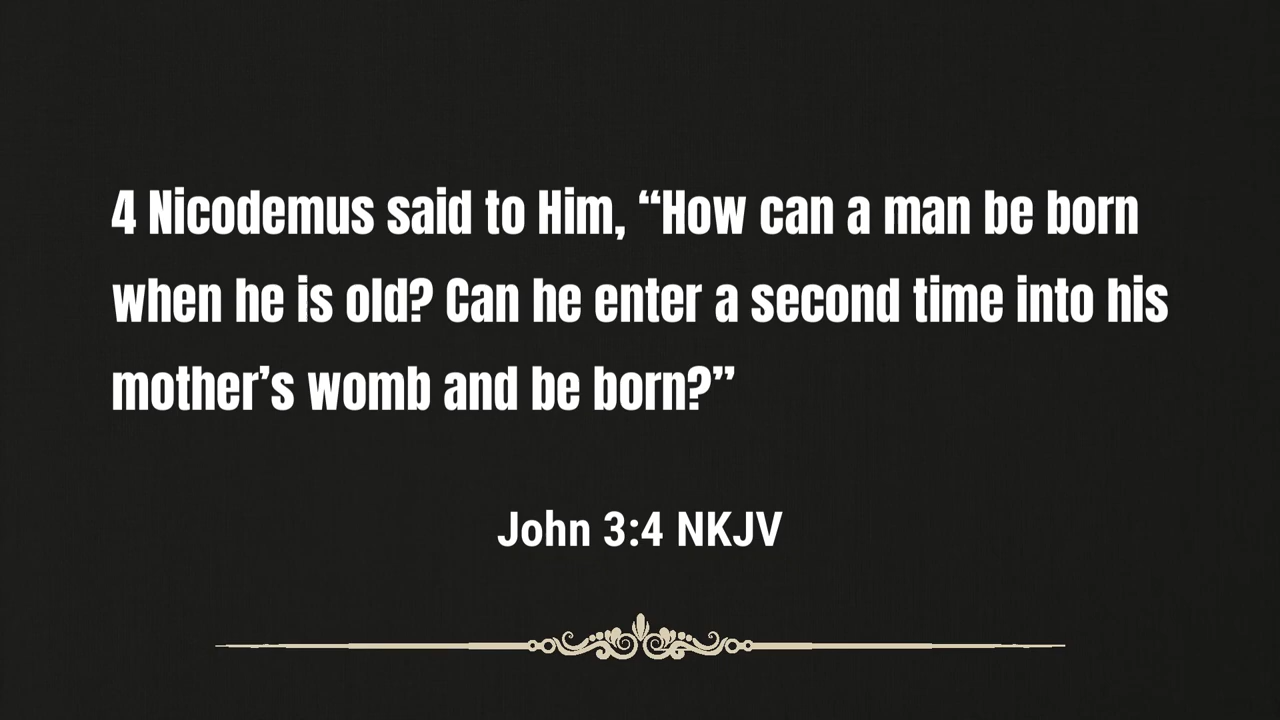 4 Nicodemus said to Him, “How can a man be born
when he is old? Can he enter a second time into his
mother’s womb and be born?”
John 3:4 NKJV